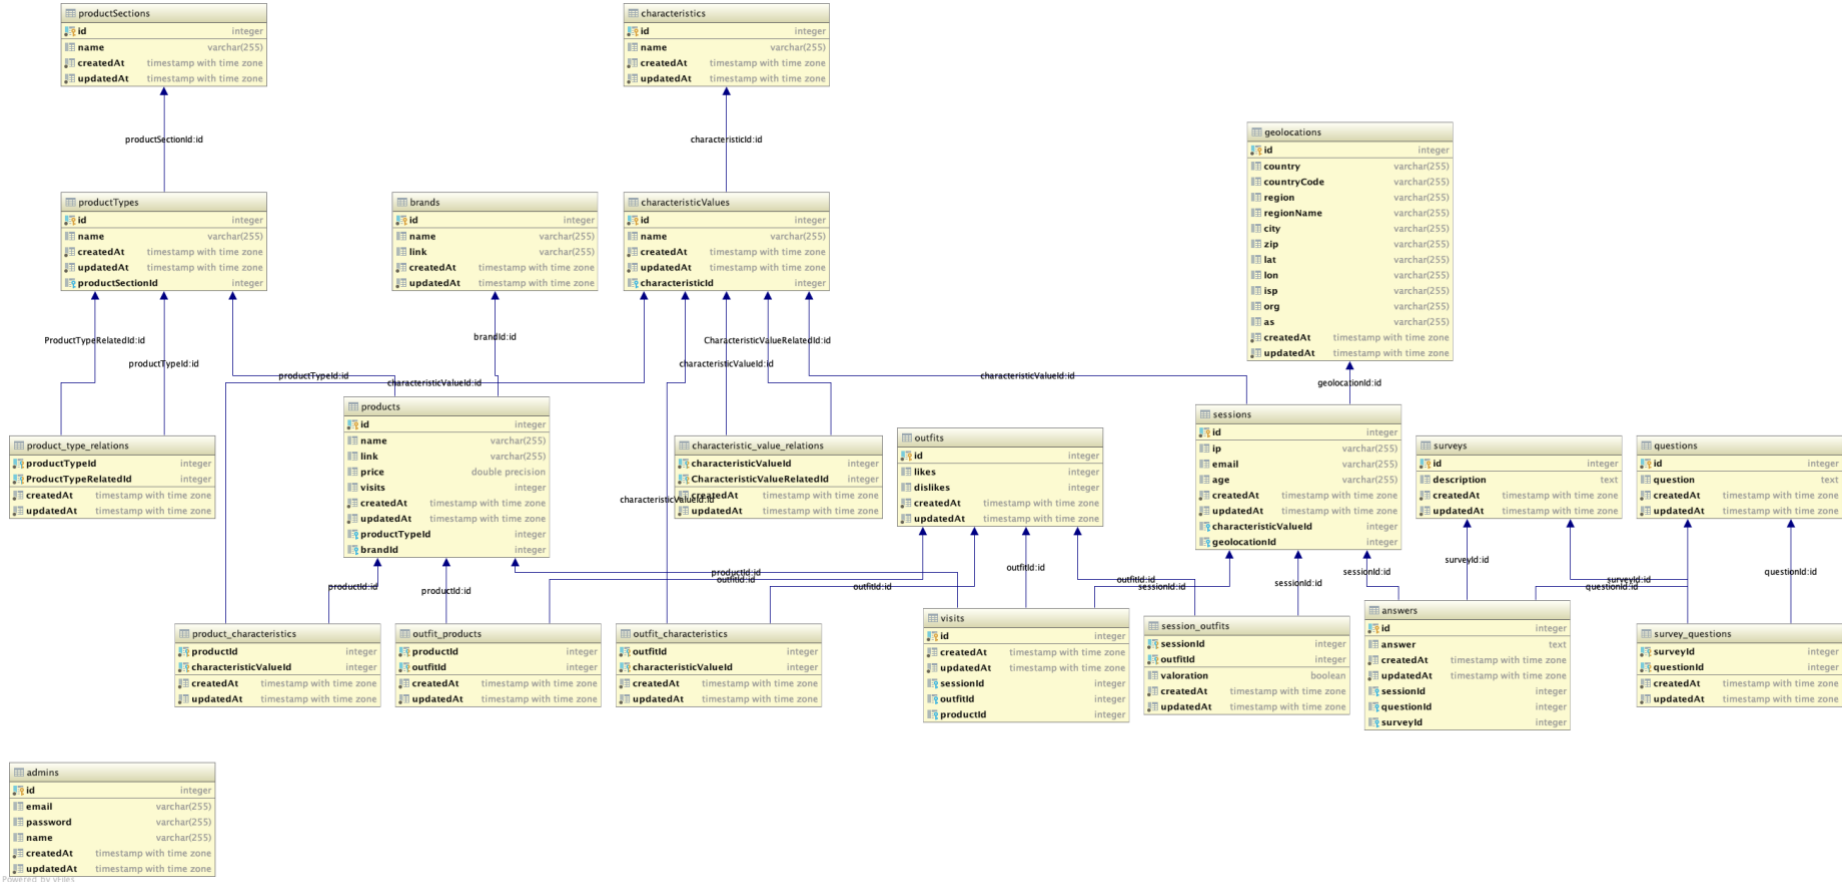 productSections
id integer
name varchar(255)
createdAt timestamp with time zone
updatedAt timestamp with time zone
characteristics
id integer
name varchar(255)
createdAt timestamp with time zone
updatedAt timestamp with time zone
productSectionId:id
characteristicId:id
geolocations
id integer
country varchar(255)
countryCode varchar(255)
region varchar(255)
regionName varchar(255)
city varchar(255)
zip varchar(255)
lat varchar(255)
lon varchar(255)
isp varchar(255)
org varchar(255)
as varchar(255)
createdAt timestamp with time zone
updatedAt timestamp with time zone
productTypes
id integer
name varchar(255)
createdAt timestamp with time zone
updatedAt timestamp with time zone
productSectionId integer
brands
id integer
name varchar(255)
link varchar(255)
createdAt timestamp with time zone
updatedAt timestamp with time zone
characteristicValues
id integer
name varchar(255)
createdAt timestamp with time zone
updatedAt timestamp with time zone
characteristicId integer
ProductTypeRelatedId:id
productTypeId:id
productTypeId:id
brandId:id
characteristicValueId:id
CharacteristicValueRelatedId:id
characteristicValueId:id
characteristicValueId:id
geolocationId:id
product_type_relations
productTypeId integer
ProductTypeRelatedId integer
createdAt timestamp with time zone
updatedAt timestamp with time zone
products
id integer
name varchar(255)
link varchar(255)
price double precision
visits integer
createdAt timestamp with time zone
updatedAt timestamp with time zone
productTypeId integer
brandId integer
characteristic_value_relations
characteristicValueId integer
CharacteristicValueRelatedId integer
createdAt timestamp with time zone
updatedAt timestamp with time zone
characteristicValueId:id
outfits
id integer
likes integer
dislikes integer
createdAt timestamp with time zone
updatedAt timestamp with time zone
sessions
id integer
ip varchar(255)
email varchar(255)
age varchar(255)
createdAt timestamp with time zone
updatedAt timestamp with time zone
characteristicValueId integer
geolocationId integer
surveys
id integer
description text
createdAt timestamp with time zone
updatedAt timestamp with time zone
questions
id integer
question text
createdAt timestamp with time zone
updatedAt timestamp with time zone
productId:id
productId:id
productId:id
outfitId:id
outfitId:id
outfitId:id
outfitId:id
sessionId:id
sessionId:id
sessionId:id
surveyId:id
surveyId:id
questionId:id
questionId:id
product_characteristics
productId integer
characteristicValueId integer
createdAt timestamp with time zone
updatedAt timestamp with time zone
outfit_products
productId integer
outfitId integer
createdAt timestamp with time zone
updatedAt timestamp with time zone
outfit_characteristics
outfitId integer
characteristicValueId integer
createdAt timestamp with time zone
updatedAt timestamp with time zone
visits
id integer
createdAt timestamp with time zone
updatedAt timestamp with time zone
sessionId integer
outfitId integer
productId integer
session_outfits
sessionId integer
outfitId integer
valoration boolean
createdAt timestamp with time zone
updatedAt timestamp with time zone
answers
id integer
answer text
createdAt timestamp with time zone
updatedAt timestamp with time zone
sessionId integer
questionId integer
surveyId integer
survey_questions
surveyId integer
questionId integer
createdAt timestamp with time zone
updatedAt timestamp with time zone
admins
id integer
email varchar(255)
password varchar(255)
name varchar(255)
createdAt timestamp with time zone
updatedAt timestamp with time zone
Powered by yFiles